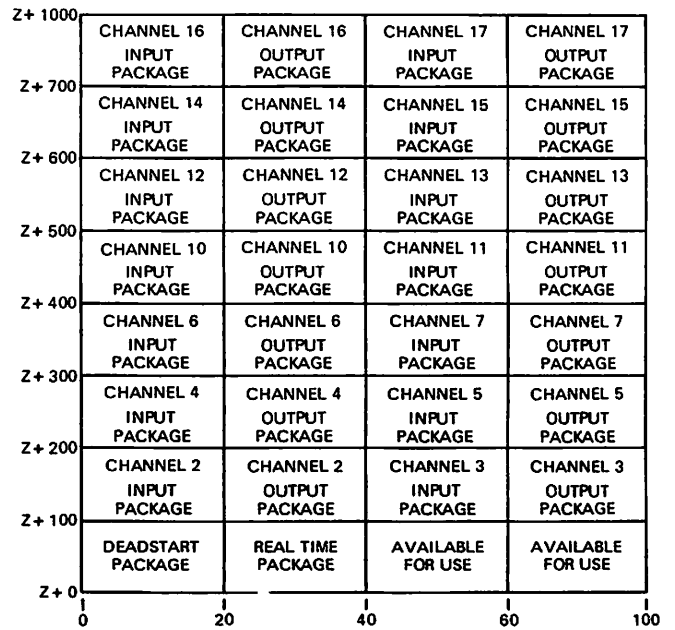 Z+ 1000
CHANNEL 16 CHANNEL 16 CHANNEL 17 CHANNEL 17
INPUT OUTPUT INPUT OUTPUT
PACKAGE PACKAGE PACKAGE PACKAGE
Z+ 700
CHANNEL 14 CHANNEL 14 CHANNEL 15 CHANNEL 15
INPUT OUTPUT INPUT OUTPUT
PACKAGE PACKAGE PACKAGE PACKAGE
Z+ 600
CHANNEL 12 CHANNEL 12 CHANNEL 13 CHANNEL 13
INPUT OUTPUT INPUT OUTPUT
PACKAGE PACKAGE PACKAGE PACKAGE
Z+ 500
CHANNEL 10 CHANNEL 10 CHANNEL 11 CHANNEL 11
INPUT OUTPUT INPUT OUTPUT
PACKAGE PACKAGE PACKAGE PACKAGE
Z+ 400
CHANNEL 6 CHANNEL 6 CHANNEL 7 CHANNEL 7
INPUT OUTPUT INPUT OUTPUT
PACKAGE PACKAGE PACKAGE PACKAGE
Z+ 300
CHANNEL 4 CHANNEL 4 CHANNEL 5 CHANNEL 5
INPUT OUTPUT INPUT OUTPUT
PACKAGE PACKAGE PACKAGE PACKAGE
Z+ 200
CHANNEL 2 CHANNEL 2 CHANNEL 3 CHANNEL 3
INPUT OUTPUT INPUT OUTPUT
PACKAGE PACKAGE PACKAGE PACKAGE
Z+ 100
DEADSTART REAL TIME AVAILABLE AVAILABLE
PACKAGE PACKAGE FOR USE FOR USE
Z+ 0
0 20 40 60 100